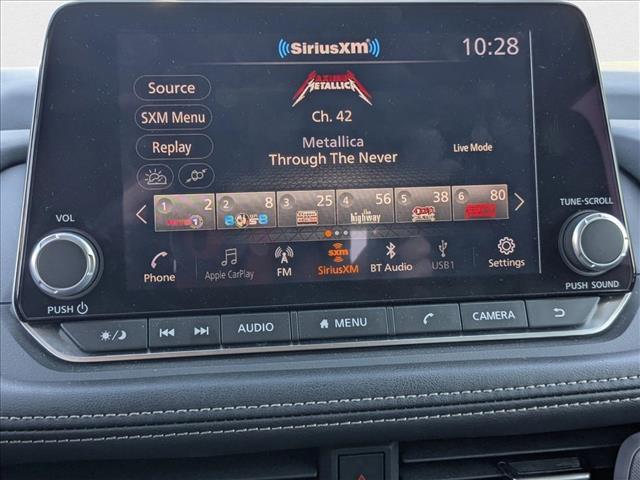 SiriusXM
10:28
Source
MAXIMUM
METALLICA
Ch. 42
SXM Menu
Metallica
Replay
Through The Never
Live Mode
1 2
2 8
3 25
4 56
5 38
6 80
the highway
VOL
TUNE·SCROLL
Phone
Apple CarPlay
FM
sxm
SiriusXM
BT Audio
USB1
Settings
PUSH
PUSH SOUND
AUDIO
MENU
CAMERA